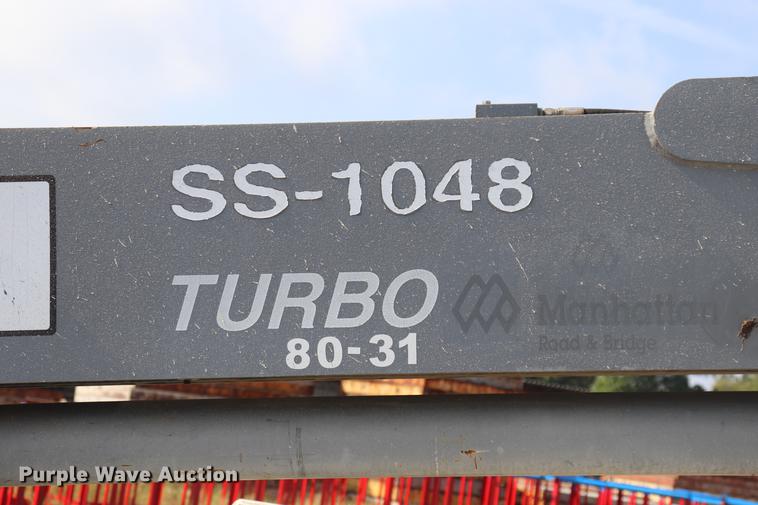 SS-1048
TURBO
80-31
Manhattan
Road & Bridge
Purple Wave Auction